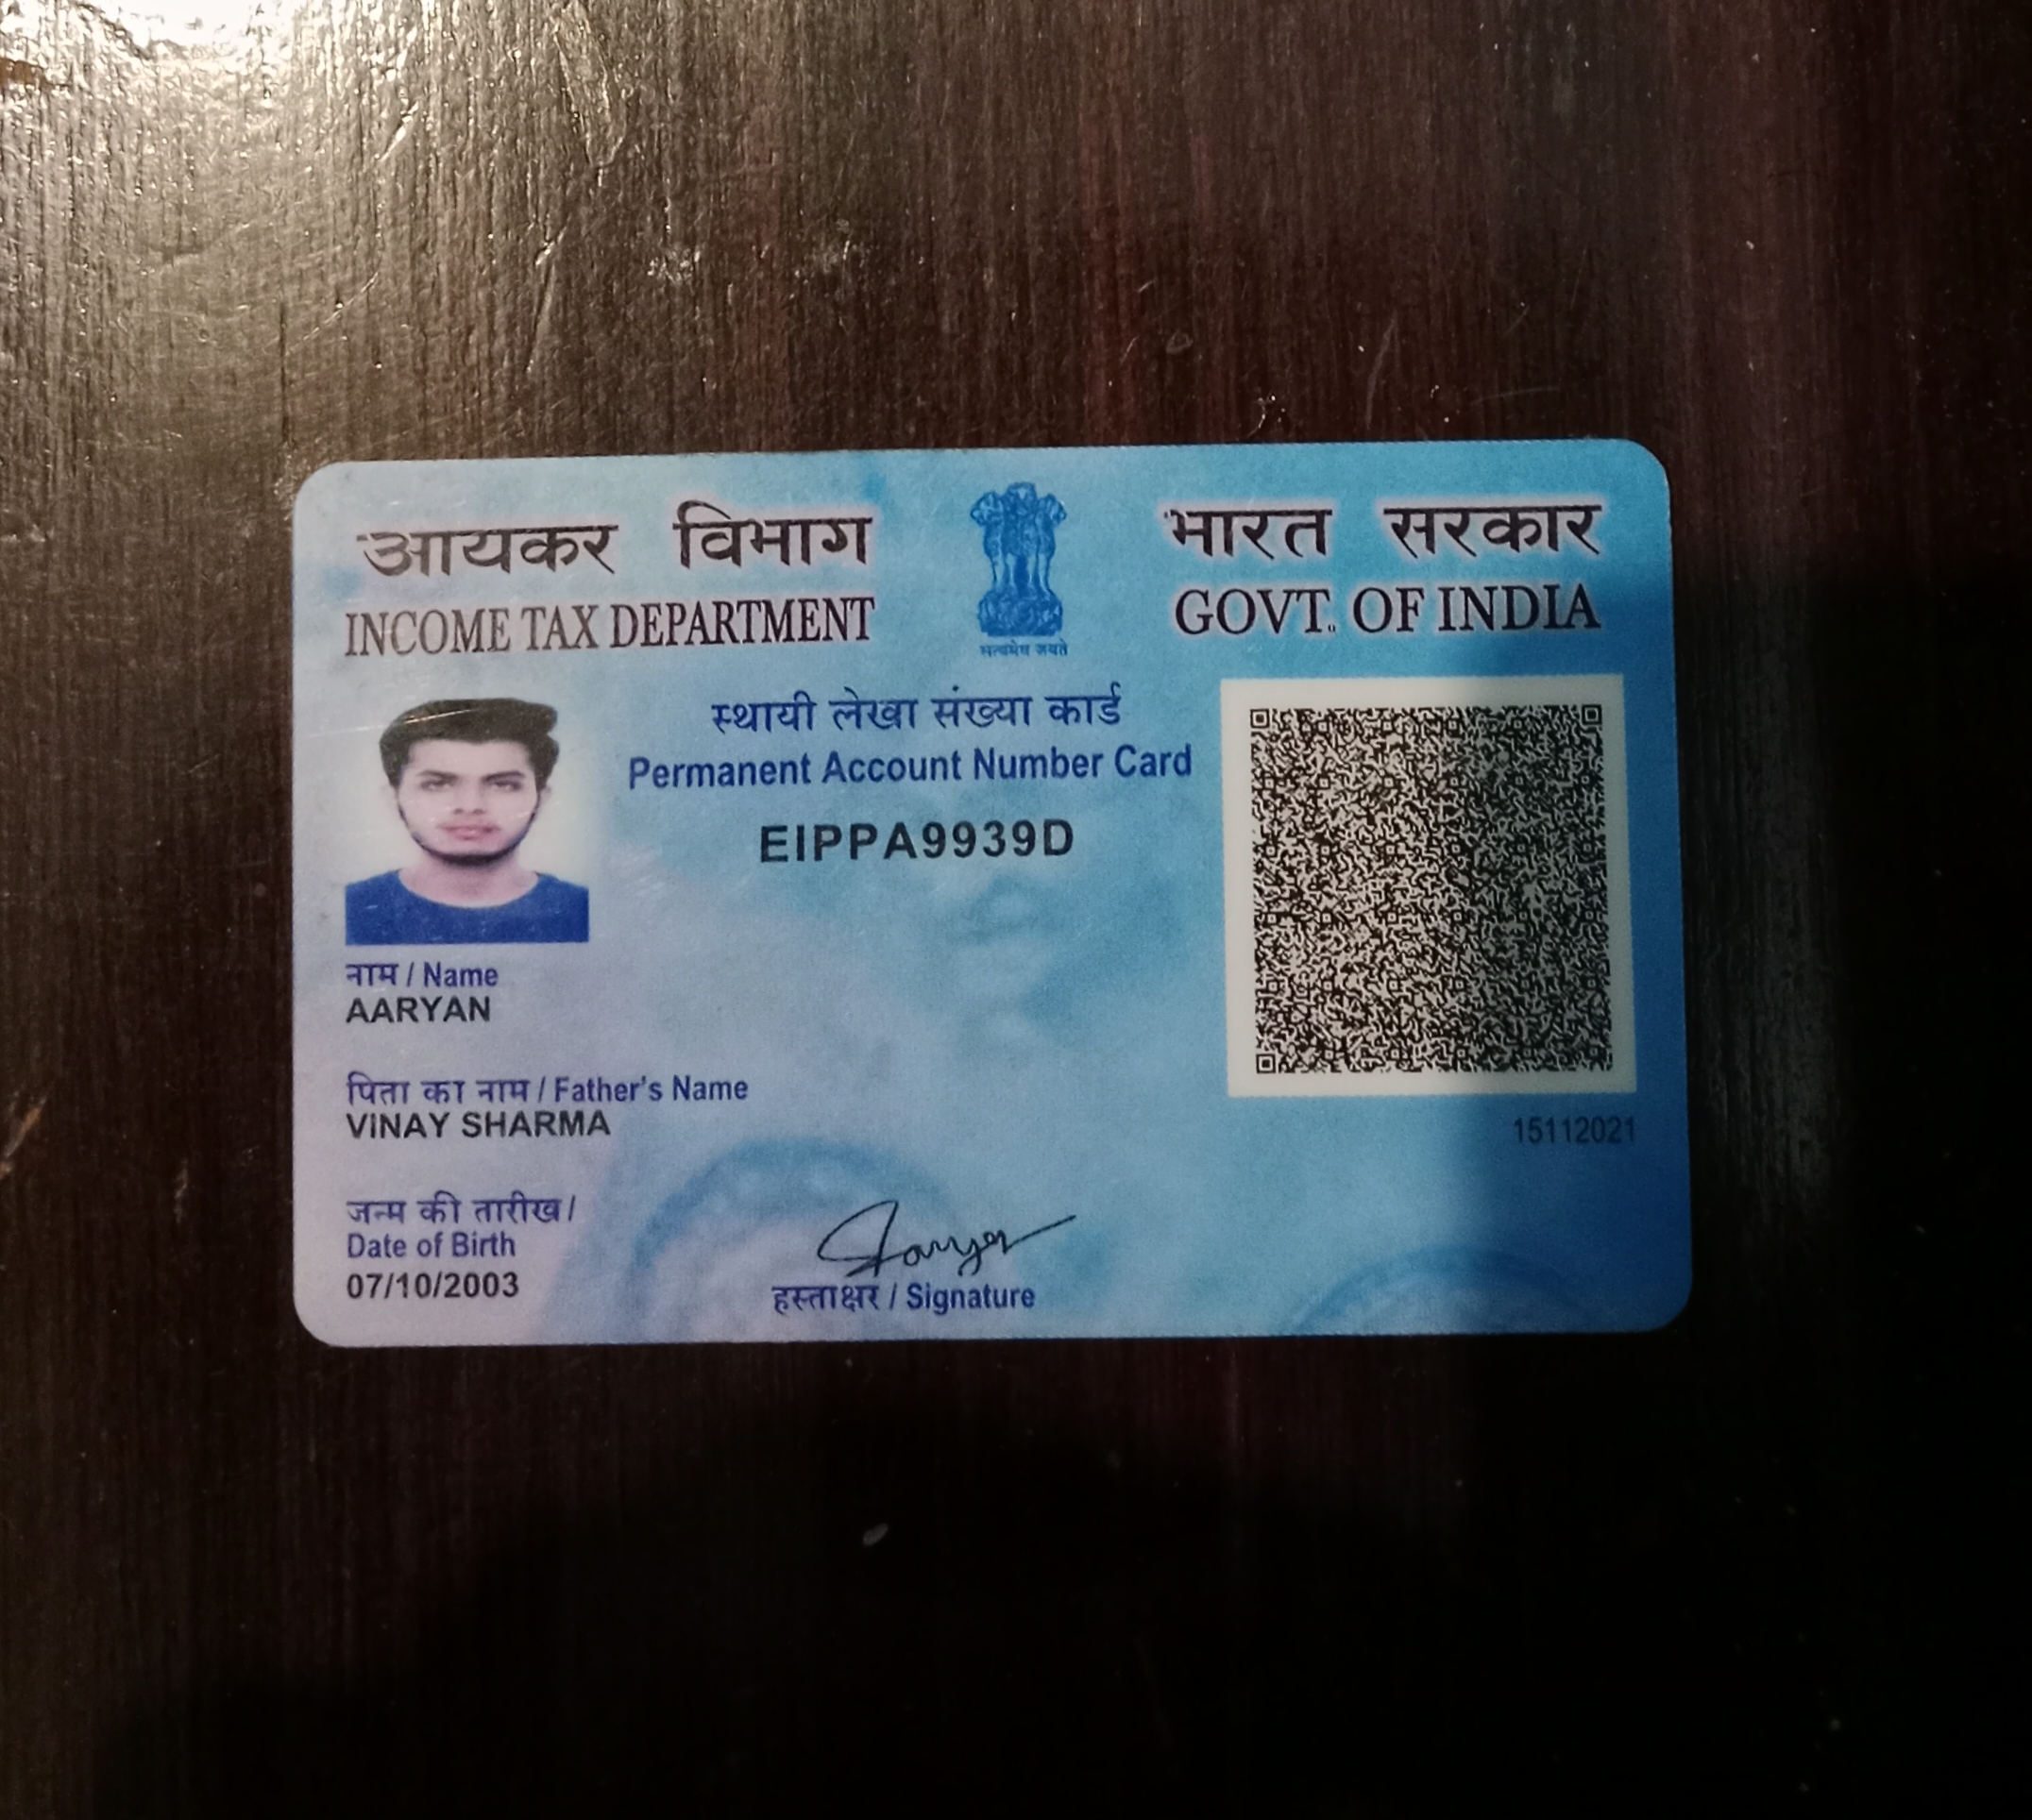 आयकर विभाग
INCOME TAX DEPARTMENT
सत्यमेव जयते
भारत सरकार
GOVT. OF INDIA
स्थायी लेखा संख्या कार्ड
Permanent Account Number Card
EIPPA9939D
नाम / Name
AARYAN
पिता का नाम / Father's Name
VINAY SHARMA
15112021
जन्म की तारीख /
Date of Birth
07/10/2003
हस्ताक्षर / Signature